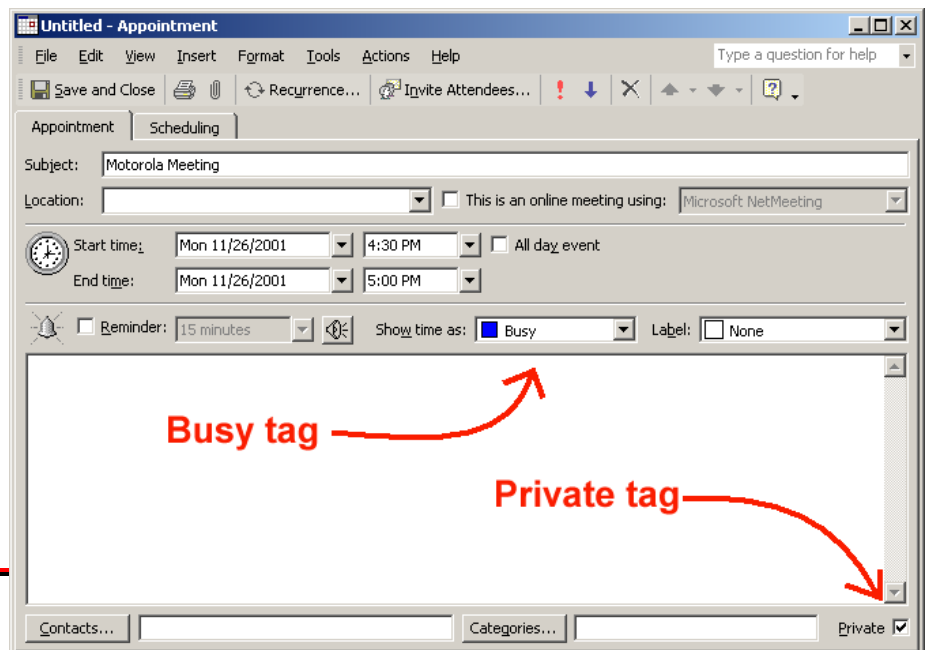 Untitled - Appointment
File Edit View Insert Format Tools Actions Help Type a question for help
Save and Close Recurrence... Invite Attendees...
Appointment Scheduling
Subject: Motorola Meeting
Location: This is an online meeting using: Microsoft NetMeeting
Start time: Mon 11/26/2001 4:30 PM All day event
End time: Mon 11/26/2001 5:00 PM
Reminder: 15 minutes Show time as: Busy Label: None
Busy tag
Private tag
Contacts... Categories... Private